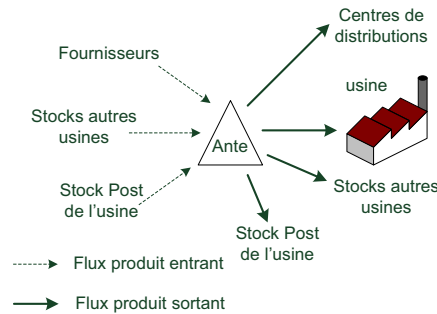 Centres de
distributions
Fournisseurs
usine
Stocks autres
usines
Ante
Stock Post
de l'usine
Stocks autres
usines
Stock Post
de l'usine
Flux produit entrant
Flux produit sortant